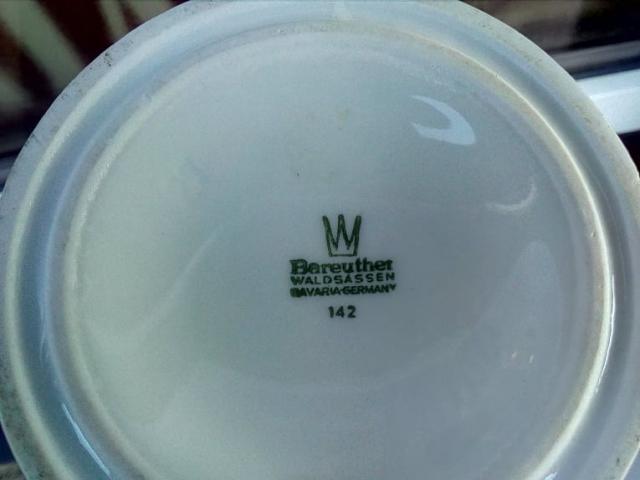 Bareuther
WALDSASSEN
BAVARIA-GERMANY
142